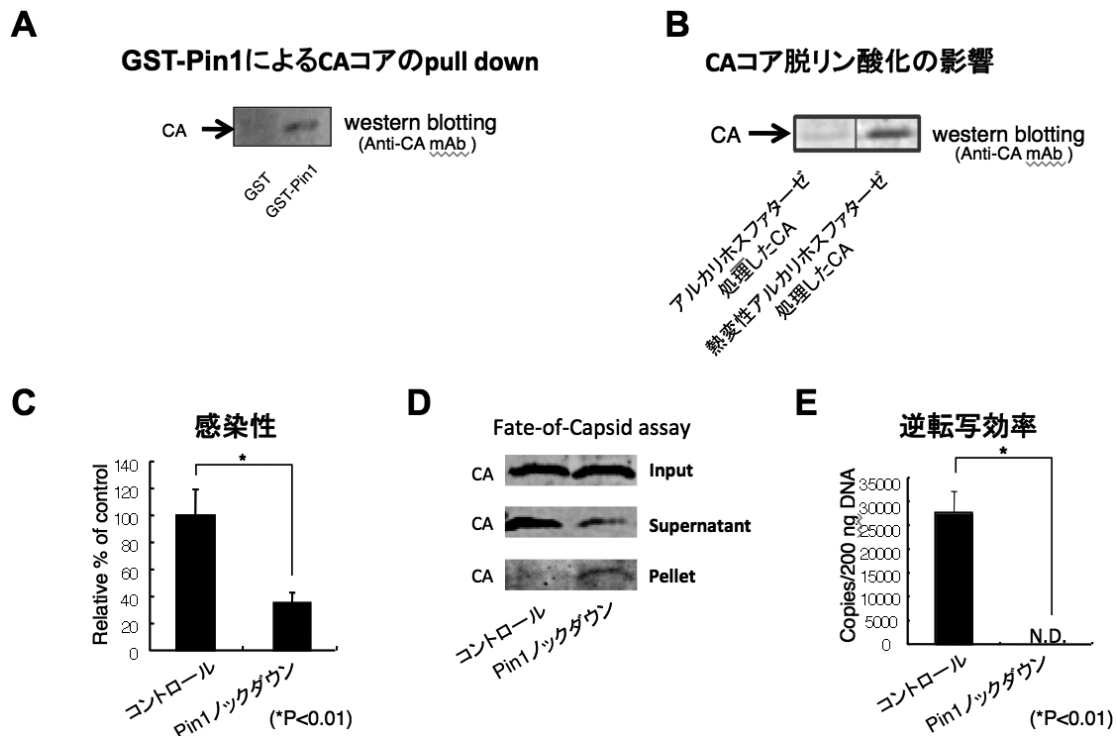 A
GST-Pin1によるCAコアのpull down
CA
western blotting
(Anti-CA mAb )
GST
GST-Pin1
B
CAコア脱リン酸化の影響
CA
western blotting
(Anti-CA mAb )
アルカリホスファターゼ
処理したCA
熱変性アルカリホスファターゼ
処理したCA
C
感染性
*
Relative % of control
140
120
100
80
60
40
20
0
コントロール
Pin1ノックダウン
(*P<0.01)
D
Fate-of-Capsid assay
CA
Input
CA
Supernatant
CA
Pellet
コントロール
Pin1ノックダウン
E
逆転写効率
*
Copies/200 ng DNA
35000
30000
25000
20000
15000
10000
5000
0
N.D.
コントロール
Pin1ノックダウン
(*P<0.01)